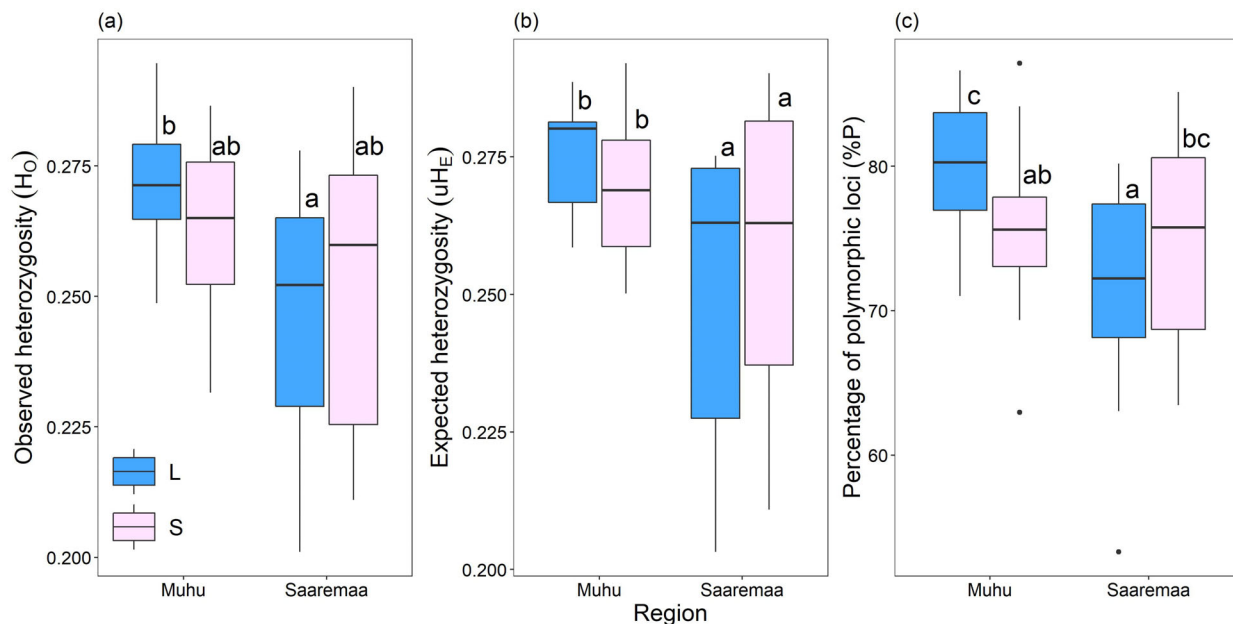 (a)
Observed heterozygosity (HO)
0.275
0.250
0.225
0.200
b
ab
a
ab
L
S
Muhu
Saaremaa
(b)
Expected heterozygosity (uHE)
0.275
0.250
0.225
0.200
b
b
a
a
Muhu
Saaremaa
Region
(c)
Percentage of polymorphic loci (%P)
80
70
60
c
ab
a
bc
Muhu
Saaremaa